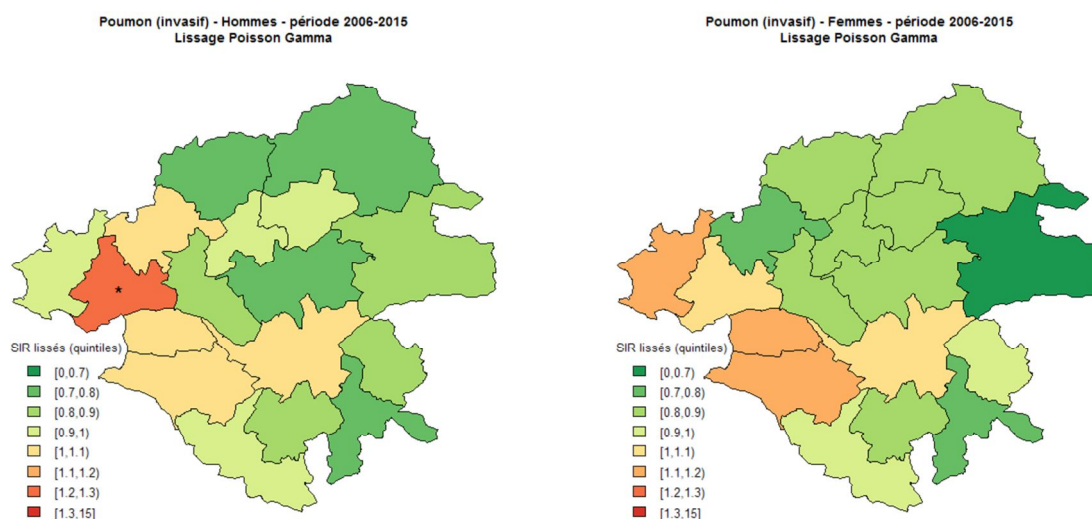 Poumon (invasif) - Hommes - période 2006-2015
Lissage Poisson Gamma
*
SIR lissés (quintiles)
[0,0.7)
[0.7,0.8)
[0.8,0.9)
[0.9,1)
[1,1.1)
[1.1,1.2)
[1.2,1.3)
[1.3,15]
Poumon (invasif) - Femmes - période 2006-2015
Lissage Poisson Gamma
SIR lissés (quintiles)
[0,0.7)
[0.7,0.8)
[0.8,0.9)
[0.9,1)
[1,1.1)
[1.1,1.2)
[1.2,1.3)
[1.3,15]